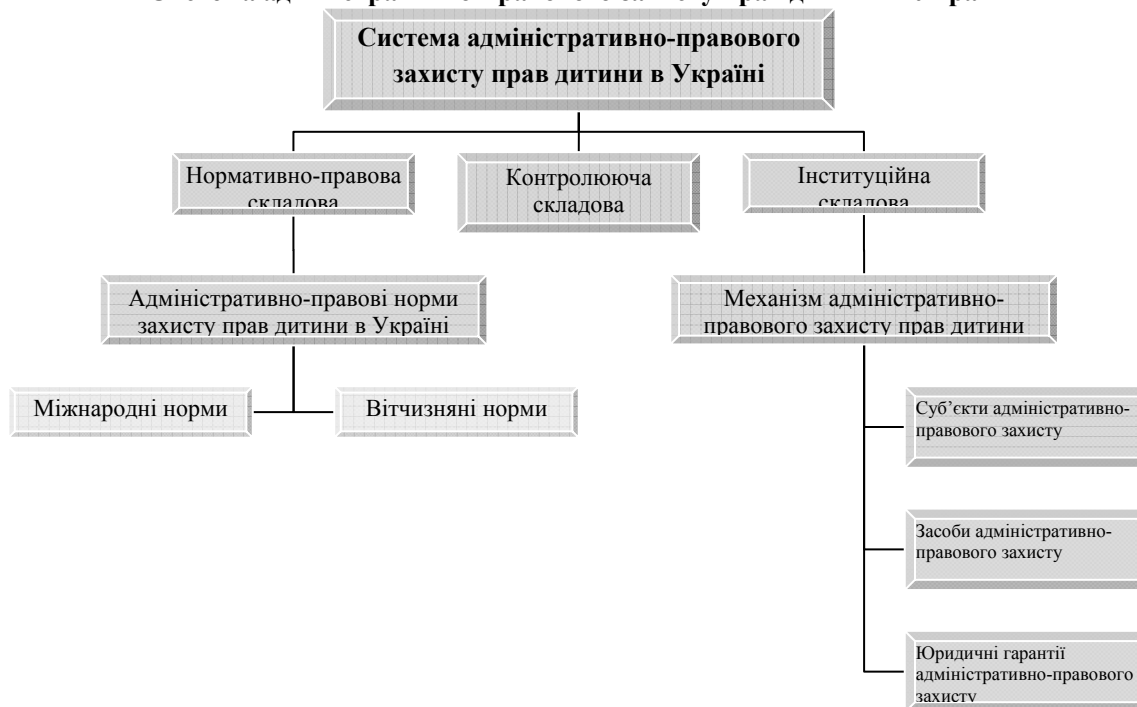 Система адміністративно-правового
захисту прав дитини в Україні
Нормативно-правова
складова
Контролююча
складова
Інституційна
складова
Адміністративно-правові норми
захисту прав дитини в Україні
Механізм адміністративно-
правового захисту прав дитини
Міжнародні норми
Вітчизняні норми
Суб’єкти адміністративно-
правового захисту
Засоби адміністративно-
правового захисту
Юридичні гарантії
адміністративно-правового
захисту